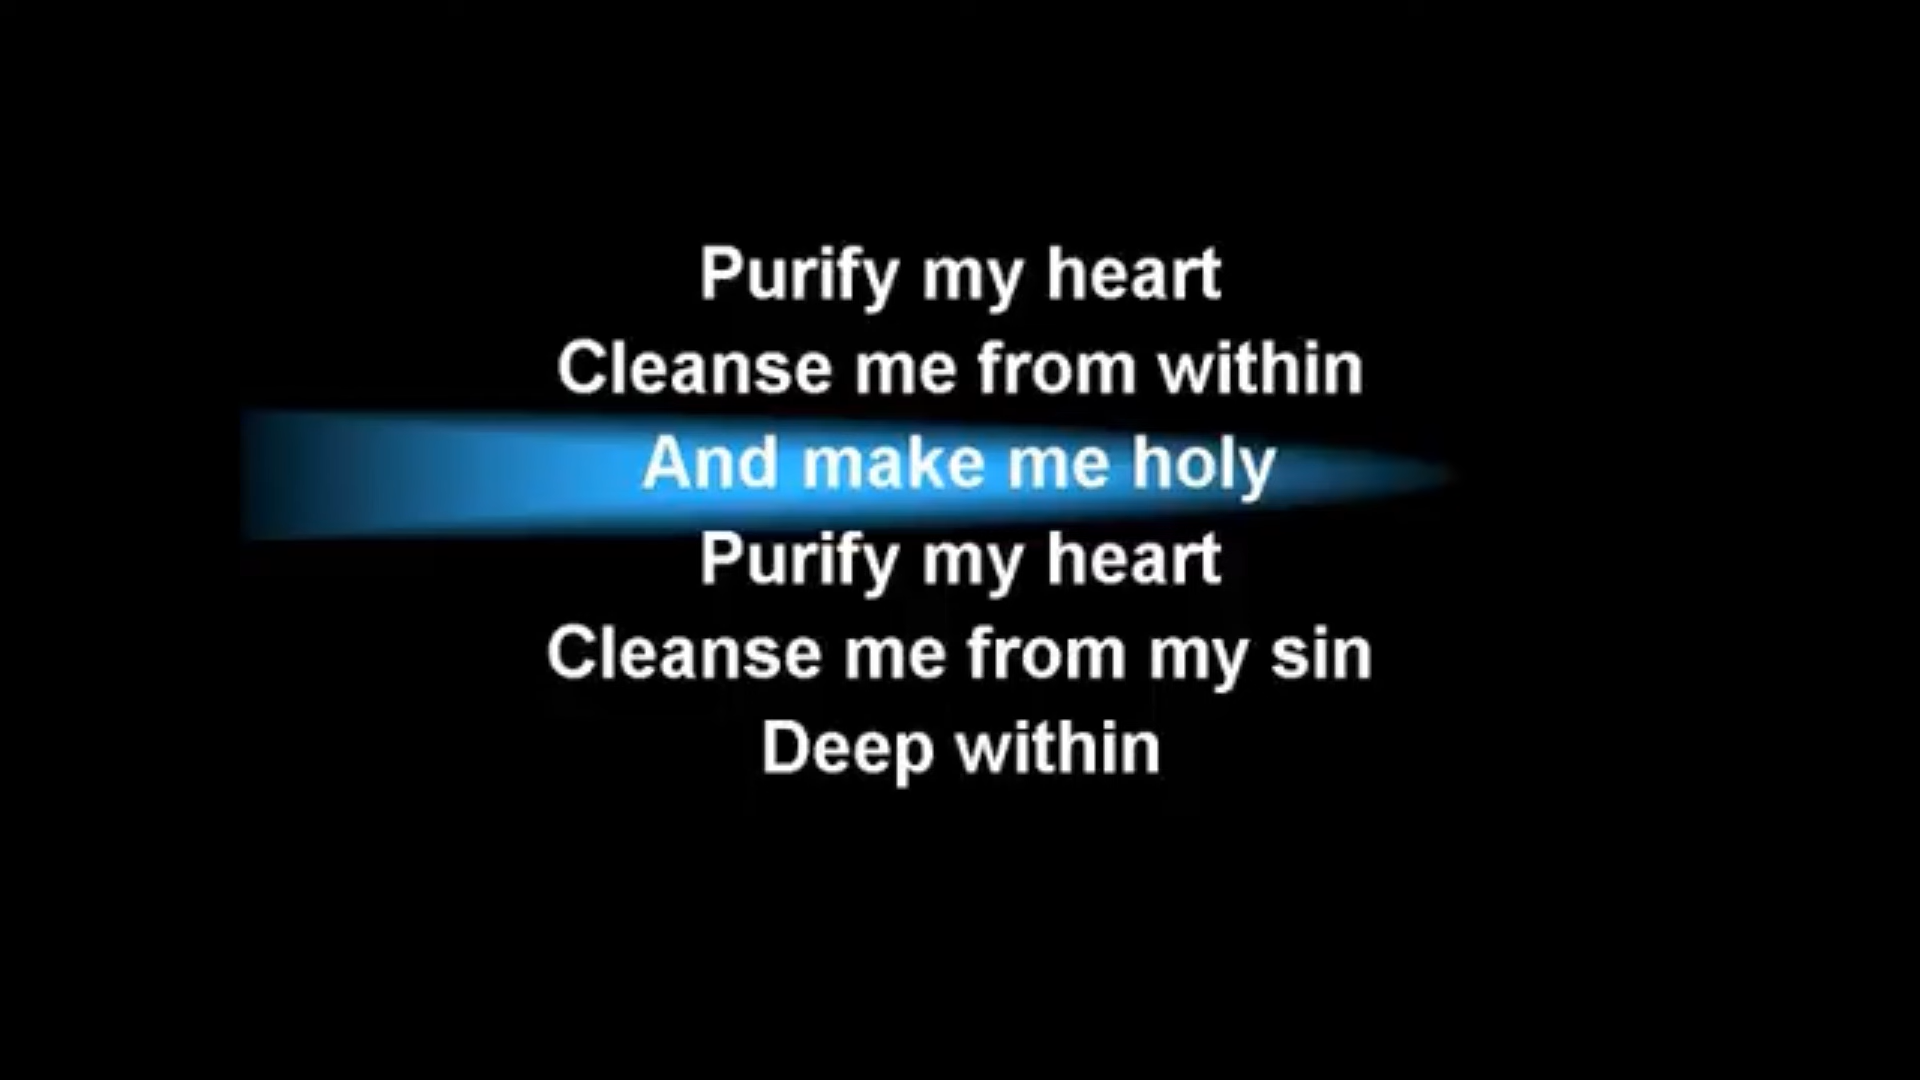 Purify my heart
Cleanse me from within
And make me holy
Purify my heart
Cleanse me from my sin
Deep within